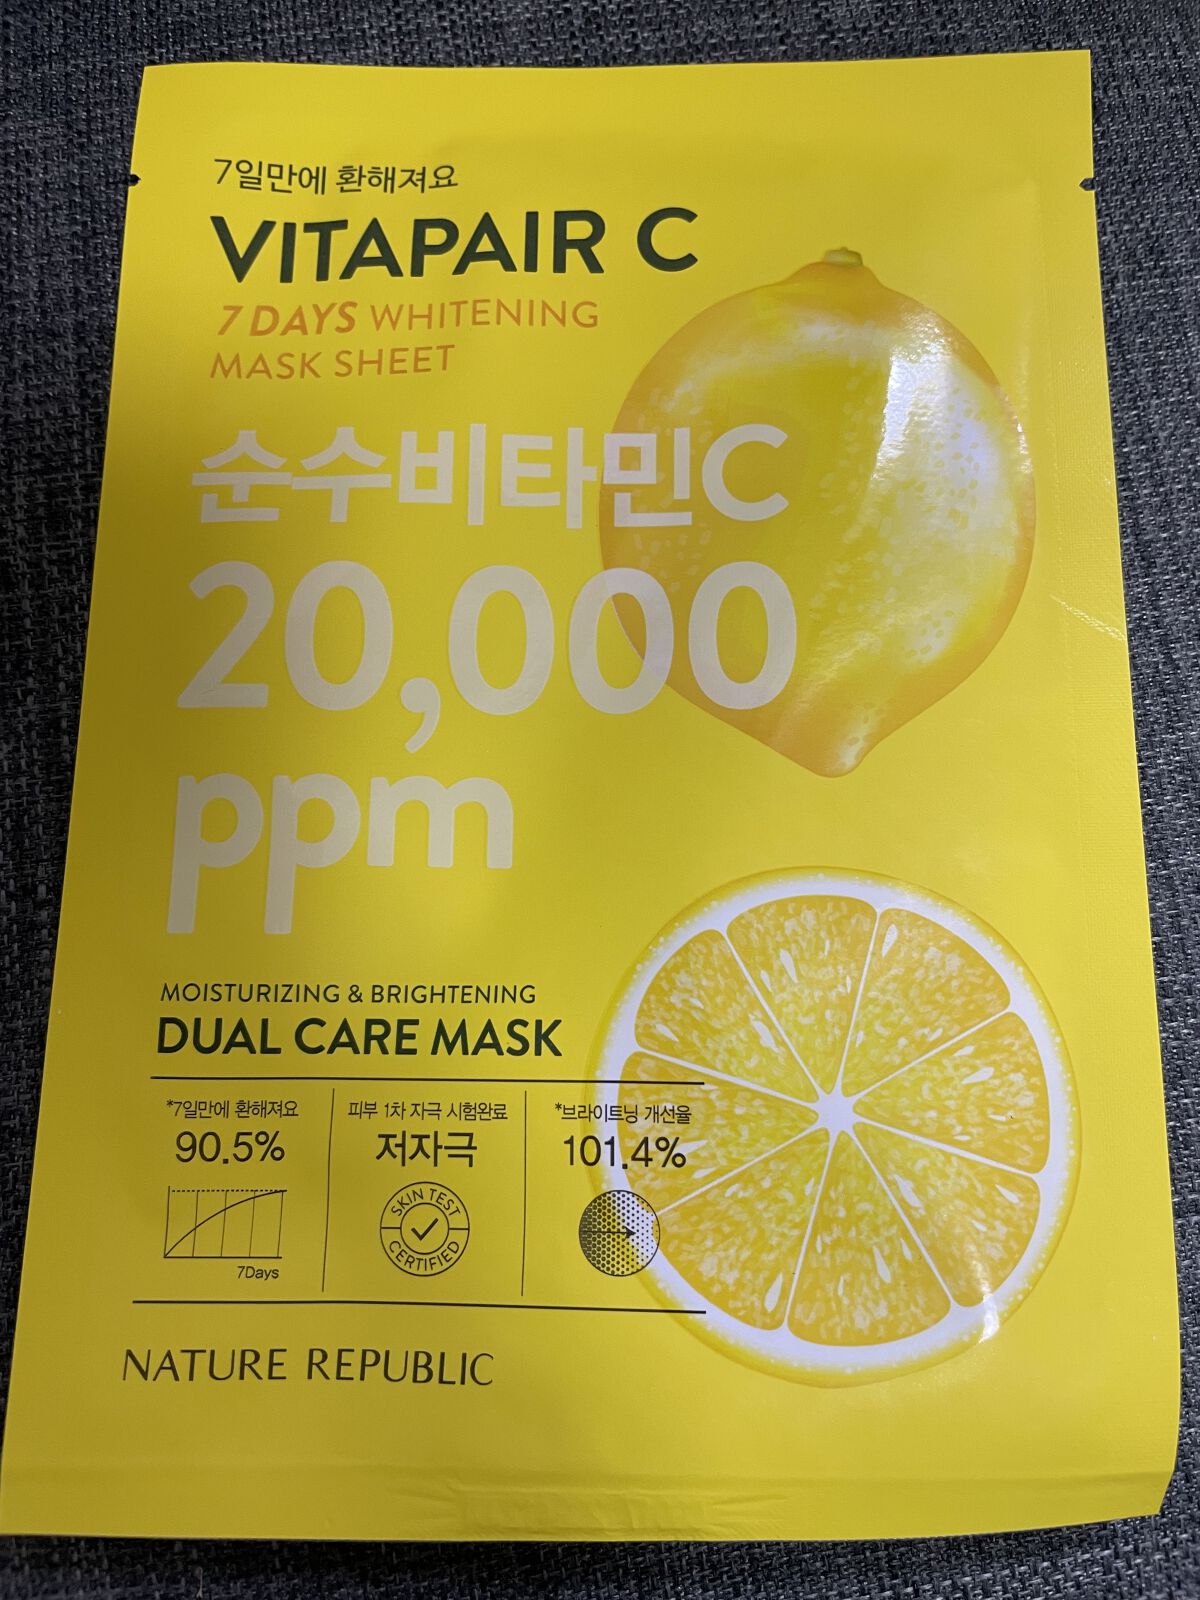 7일만에 환해져요
VITAPAIR C
7 DAYS WHITENING
MASK SHEET
순수비타민C
20,000
ppm
MOISTURIZING & BRIGHTENING
DUAL CARE MASK
*7일만에 환해져요
90.5%
7Days
피부 1차 자극 시험완료
저자극
SKIN TEST
CERTIFIED
*브라이트닝 개선율
101.4%
NATURE REPUBLIC